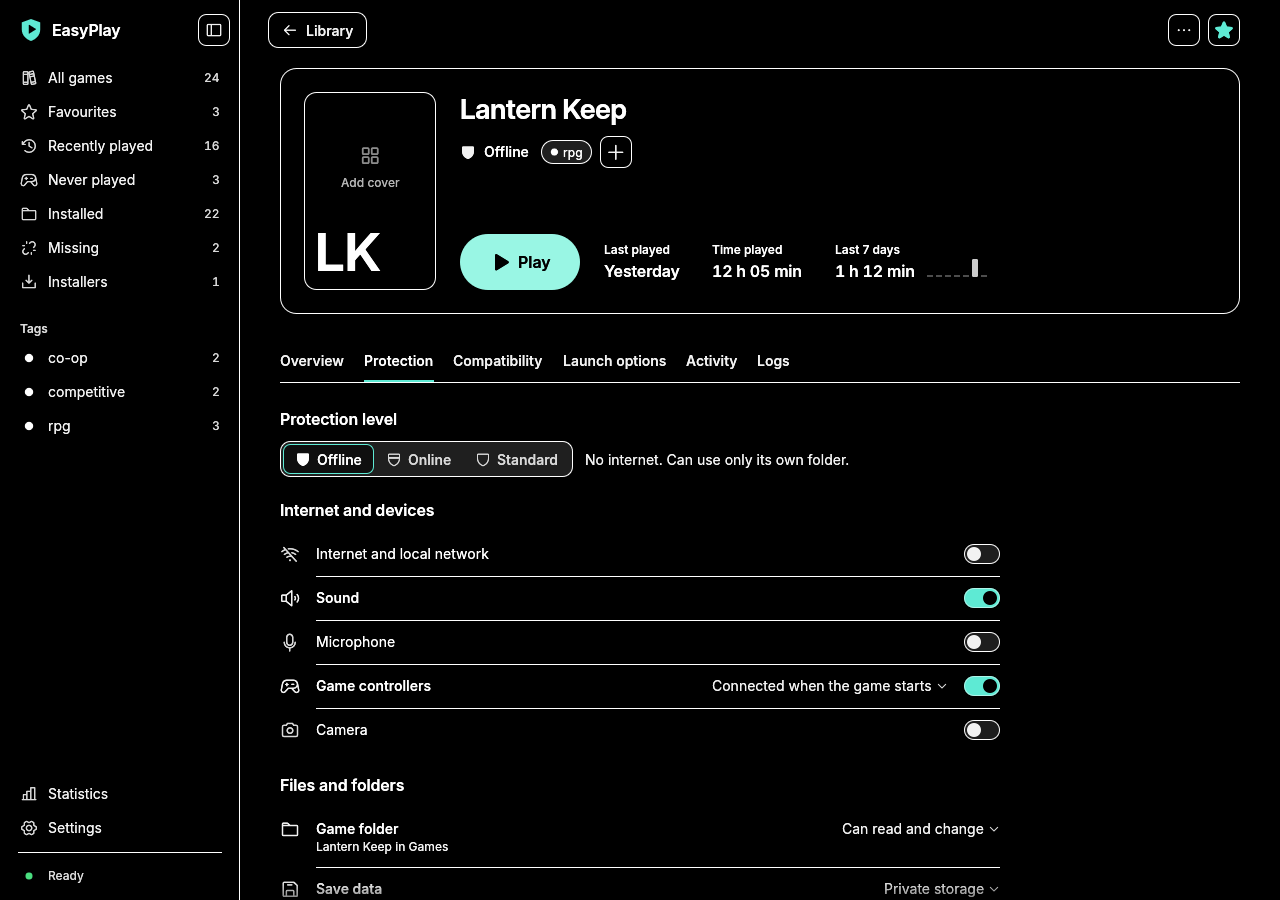 EasyPlay
All games 24
Favourites 3
Recently played 16
Never played 3
Installed 22
Missing 2
Installers 1
Tags
co-op 2
competitive 2
rpg 3
Statistics
Settings
Ready
Library
Add cover
LK
Lantern Keep
Offline rpg
Play
Last played
Yesterday
Time played
12 h 05 min
Last 7 days
1 h 12 min
Overview Protection Compatibility Launch options Activity Logs
Protection level
Offline Online Standard No internet. Can use only its own folder.
Internet and devices
Internet and local network
Sound
Microphone
Game controllers Connected when the game starts
Camera
Files and folders
Game folder Can read and change
Lantern Keep in Games
Save data Private storage